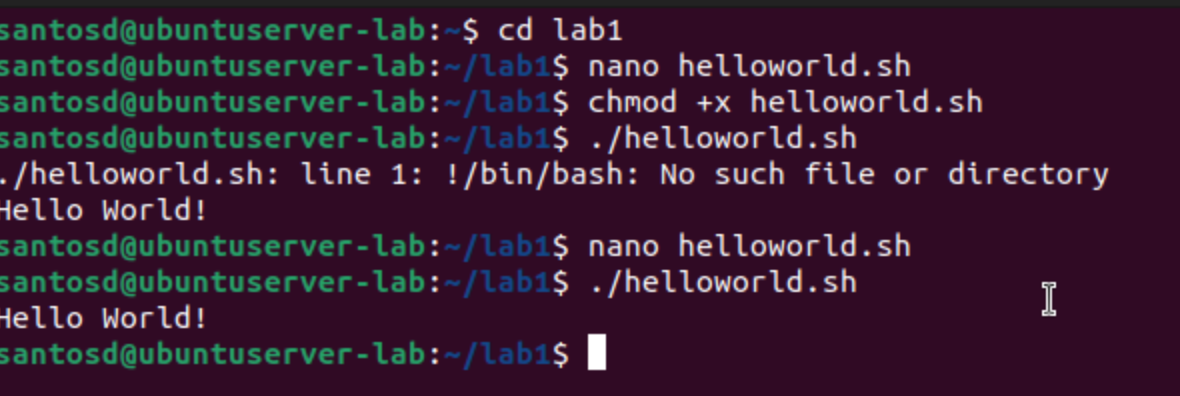 santosd@ubuntuserver-lab:~$ cd lab1
santosd@ubuntuserver-lab:~/lab1$ nano helloworld.sh
santosd@ubuntuserver-lab:~/lab1$ chmod +x helloworld.sh
santosd@ubuntuserver-lab:~/lab1$ ./helloworld.sh
./helloworld.sh: line 1: !/bin/bash: No such file or directory
Hello World!
santosd@ubuntuserver-lab:~/lab1$ nano helloworld.sh
santosd@ubuntuserver-lab:~/lab1$ ./helloworld.sh
Hello World!
santosd@ubuntuserver-lab:~/lab1$